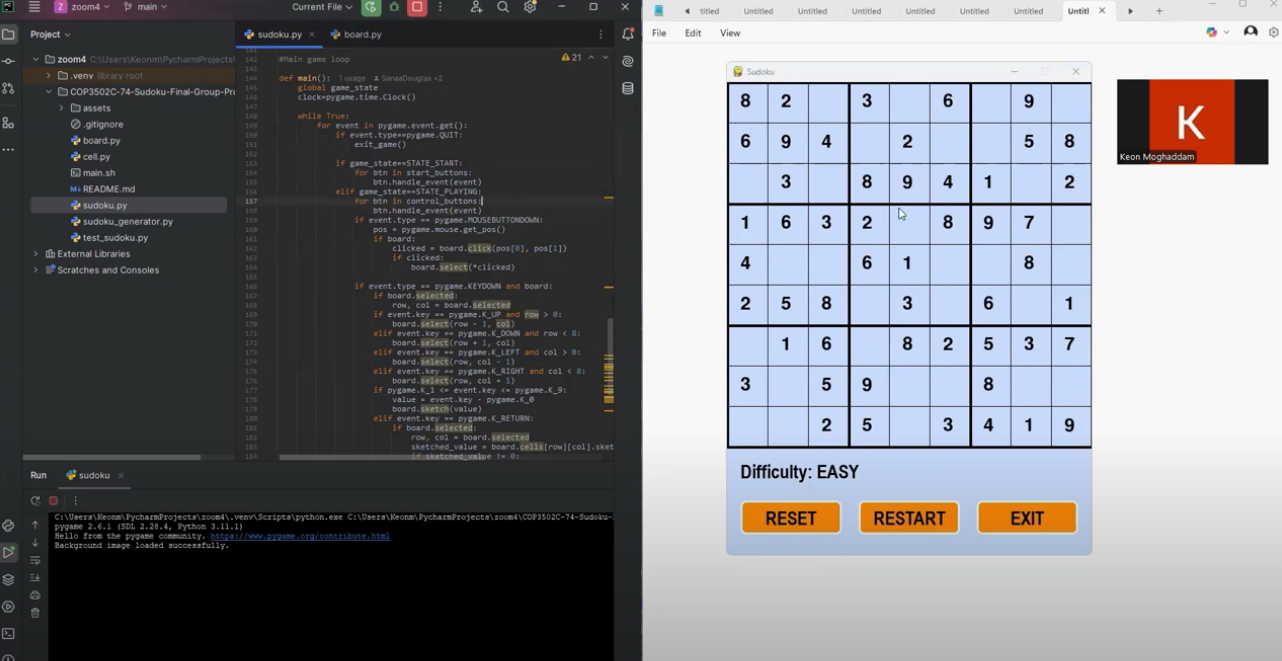 zoom4
main
Current File
Project
zoom4 C:\Users\Keonm\PycharmProjects\
.venv library root
COP3502C-74-Sudoku-Final-Group-Pro
assets
.gitignore
board.py
cell.py
main.sh
README.md
sudoku.py
sudoku_generator.py
test_sudoku.py
External Libraries
Scratches and Consoles
sudoku.py
board.py
21
142 #Main game loop
143
144 def main(): 1 usage SanaaDouglas +2
145 global game_state
146 clock=pygame.time.Clock()
147
148 while True:
149 for event in pygame.event.get():
150 if event.type==pygame.QUIT:
151 exit_game()
152
153 if game_state==STATE_START:
154 for btn in start_buttons:
155 btn.handle_event(event)
156 elif game_state==STATE_PLAYING:
157 for btn in control_buttons:
158 btn.handle_event(event)
159 if event.type == pygame.MOUSEBUTTONDOWN:
160 pos = pygame.mouse.get_pos()
161 if board:
162 clicked = board.click(pos[0], pos[1])
163 if clicked:
164 board.select(*clicked)
165
166 if event.type == pygame.KEYDOWN and board:
167 if board.selected:
168 row, col = board.selected
169 if event.key == pygame.K_UP and row > 0:
170 board.select(row - 1, col)
171 elif event.key == pygame.K_DOWN and row < 8:
172 board.select(row + 1, col)
173 elif event.key == pygame.K_LEFT and col > 0:
174 board.select(row, col - 1)
175 elif event.key == pygame.K_RIGHT and col < 8:
176 board.select(row, col + 1)
177 if pygame.K_1 <= event.key <= pygame.K_9:
178 value = event.key - pygame.K_0
179 board.sketch(value)
180 elif event.key == pygame.K_RETURN:
181 if board.selected:
182 row, col = board.selected
183 sketched_value = board.cells[row][col].sket
184 if sketched_value != 0:
Run
sudoku
C:\Users\Keonm\PycharmProjects\zoom4\.venv\Scripts\python.exe C:\Users\Keonm\PycharmProjects\zoom4\COP3502C-74-Sudoku-
pygame 2.6.1 (SDL 2.28.4, Python 3.11.1)
Hello from the pygame community. https://www.pygame.org/contribute.html
Background image loaded successfully.
titled Untitled Untitled Untitled Untitled Untitled Untitled Untitl
File Edit View
Sudoku
8 2 3 6 9
6 9 4 2 5 8
3 8 9 4 1 2
1 6 3 2 8 9 7
4 6 1 8
2 5 8 3 6 1
1 6 8 2 5 3 7
3 5 9 8
2 5 3 4 1 9
Difficulty: EASY
RESET RESTART EXIT
K
Keon Moghaddam